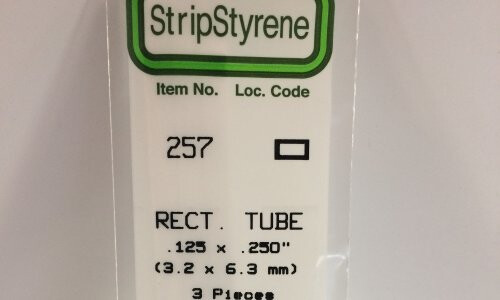 StripStyrene
Item No. Loc. Code
257
RECT. TUBE
.125 x .250"
(3.2 x 6.3 mm)
3 Pieces